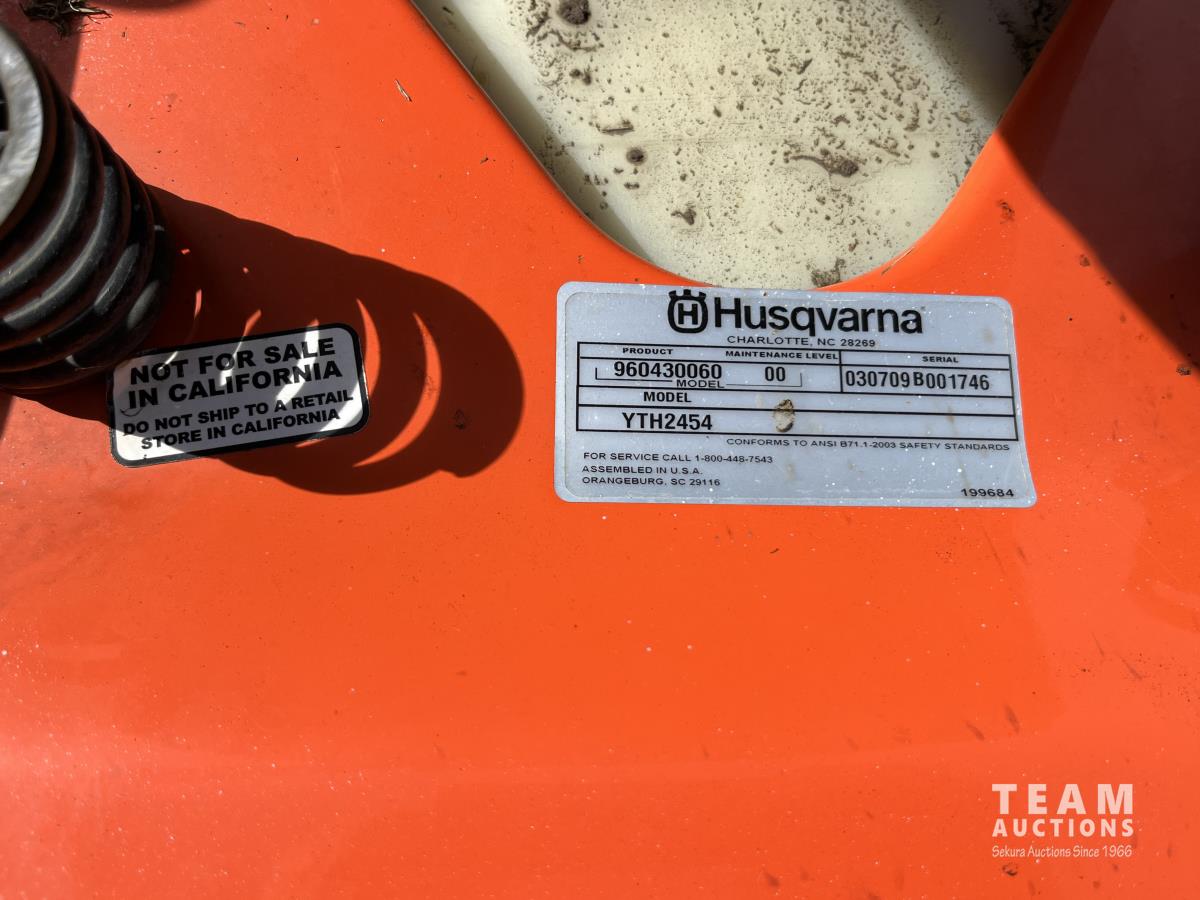 NOT FOR SALE
IN CALIFORNIA
DO NOT SHIP TO A RETAIL
STORE IN CALIFORNIA
H Husqvarna
CHARLOTTE, NC 28269
PRODUCT MAINTENANCE LEVEL SERIAL
960430060 00 030709B001746
MODEL
MODEL
YTH2454
CONFORMS TO ANSI B71.1-2003 SAFETY STANDARDS
FOR SERVICE CALL 1-800-448-7543
ASSEMBLED IN U.S.A.
ORANGEBURG, SC 29116
199684
TEAM
AUCTIONS
Sekura Auctions Since 1966